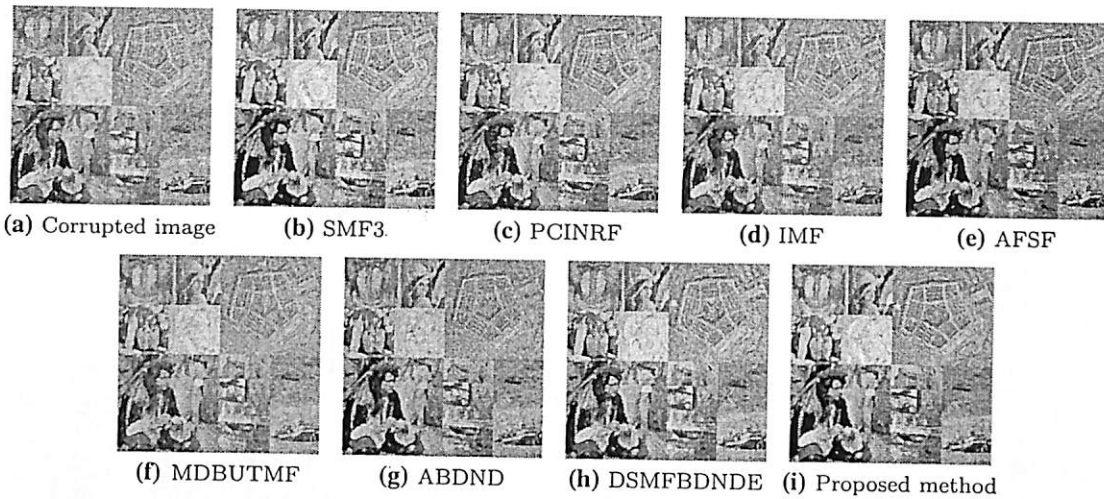 (a) Corrupted image
(b) SMF3
(c) PCINRF
(d) IMF
(e) AFSF
(f) MDBUTMF
(g) ABDND
(h) DSMFBDNDE
(i) Proposed method